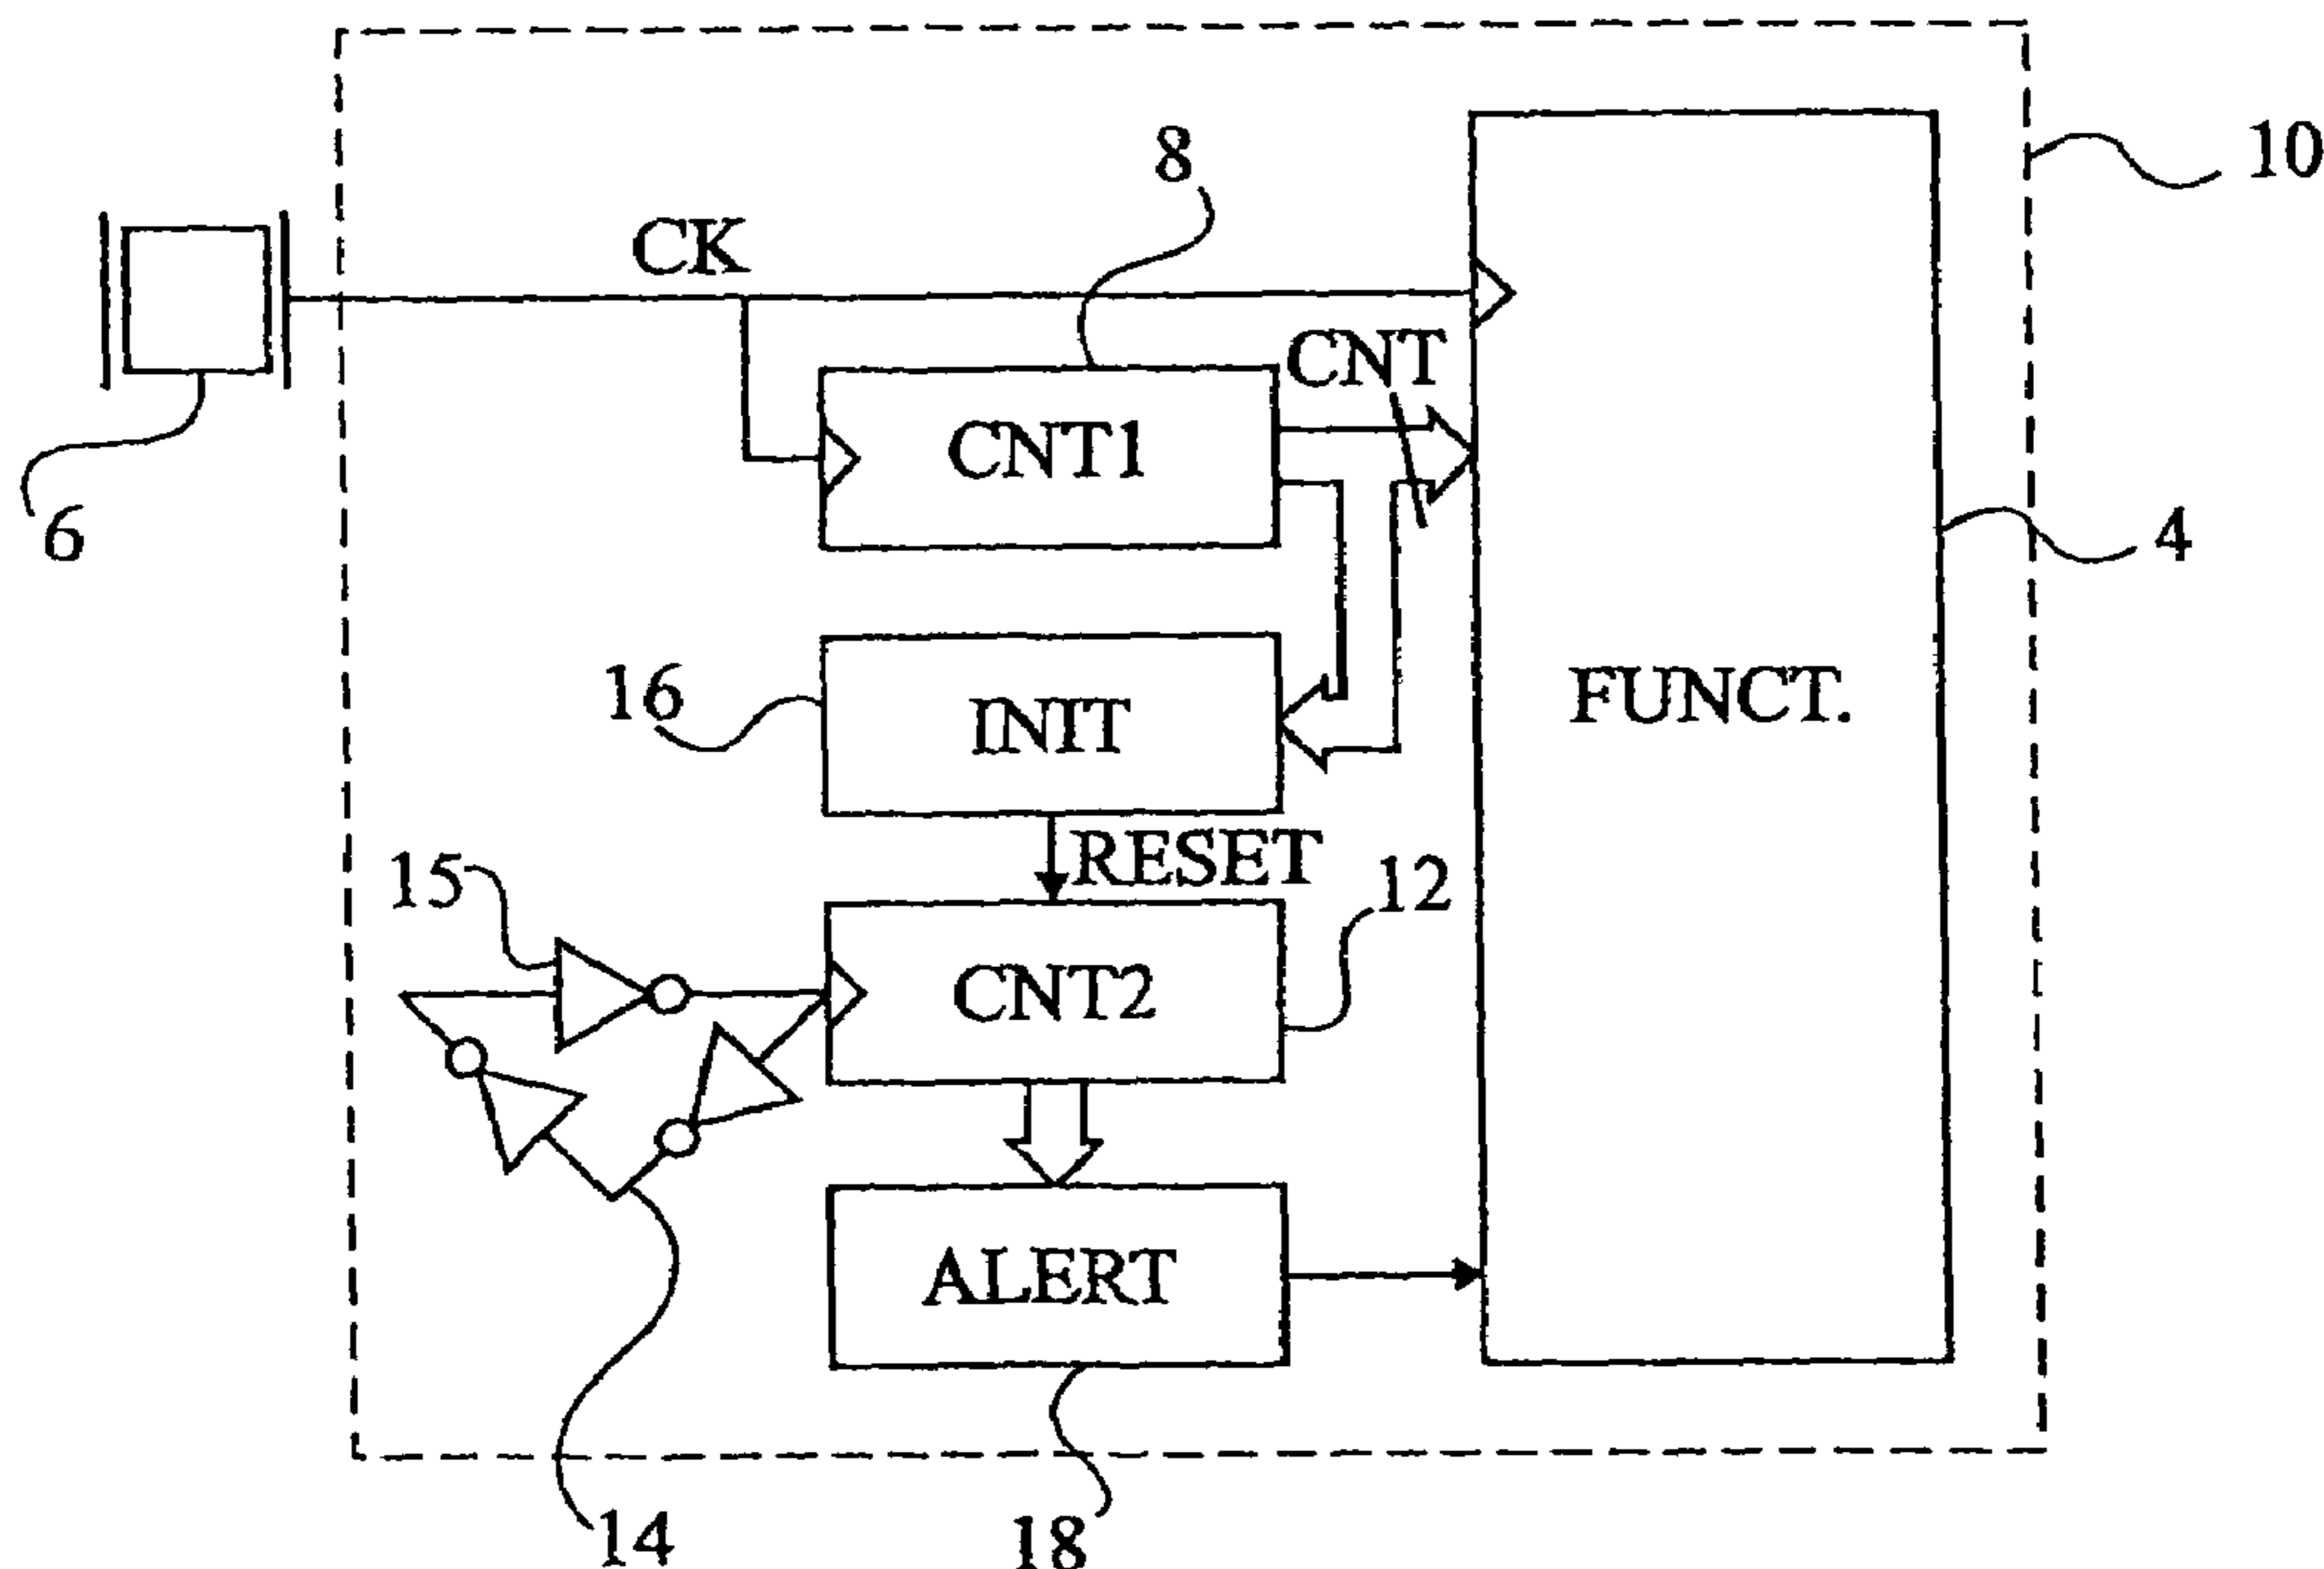 10
8
CK
CNT
CNT1
6
4
16
INIT
FUNCT.
RESET
15
12
CNT2
ALERT
14
18